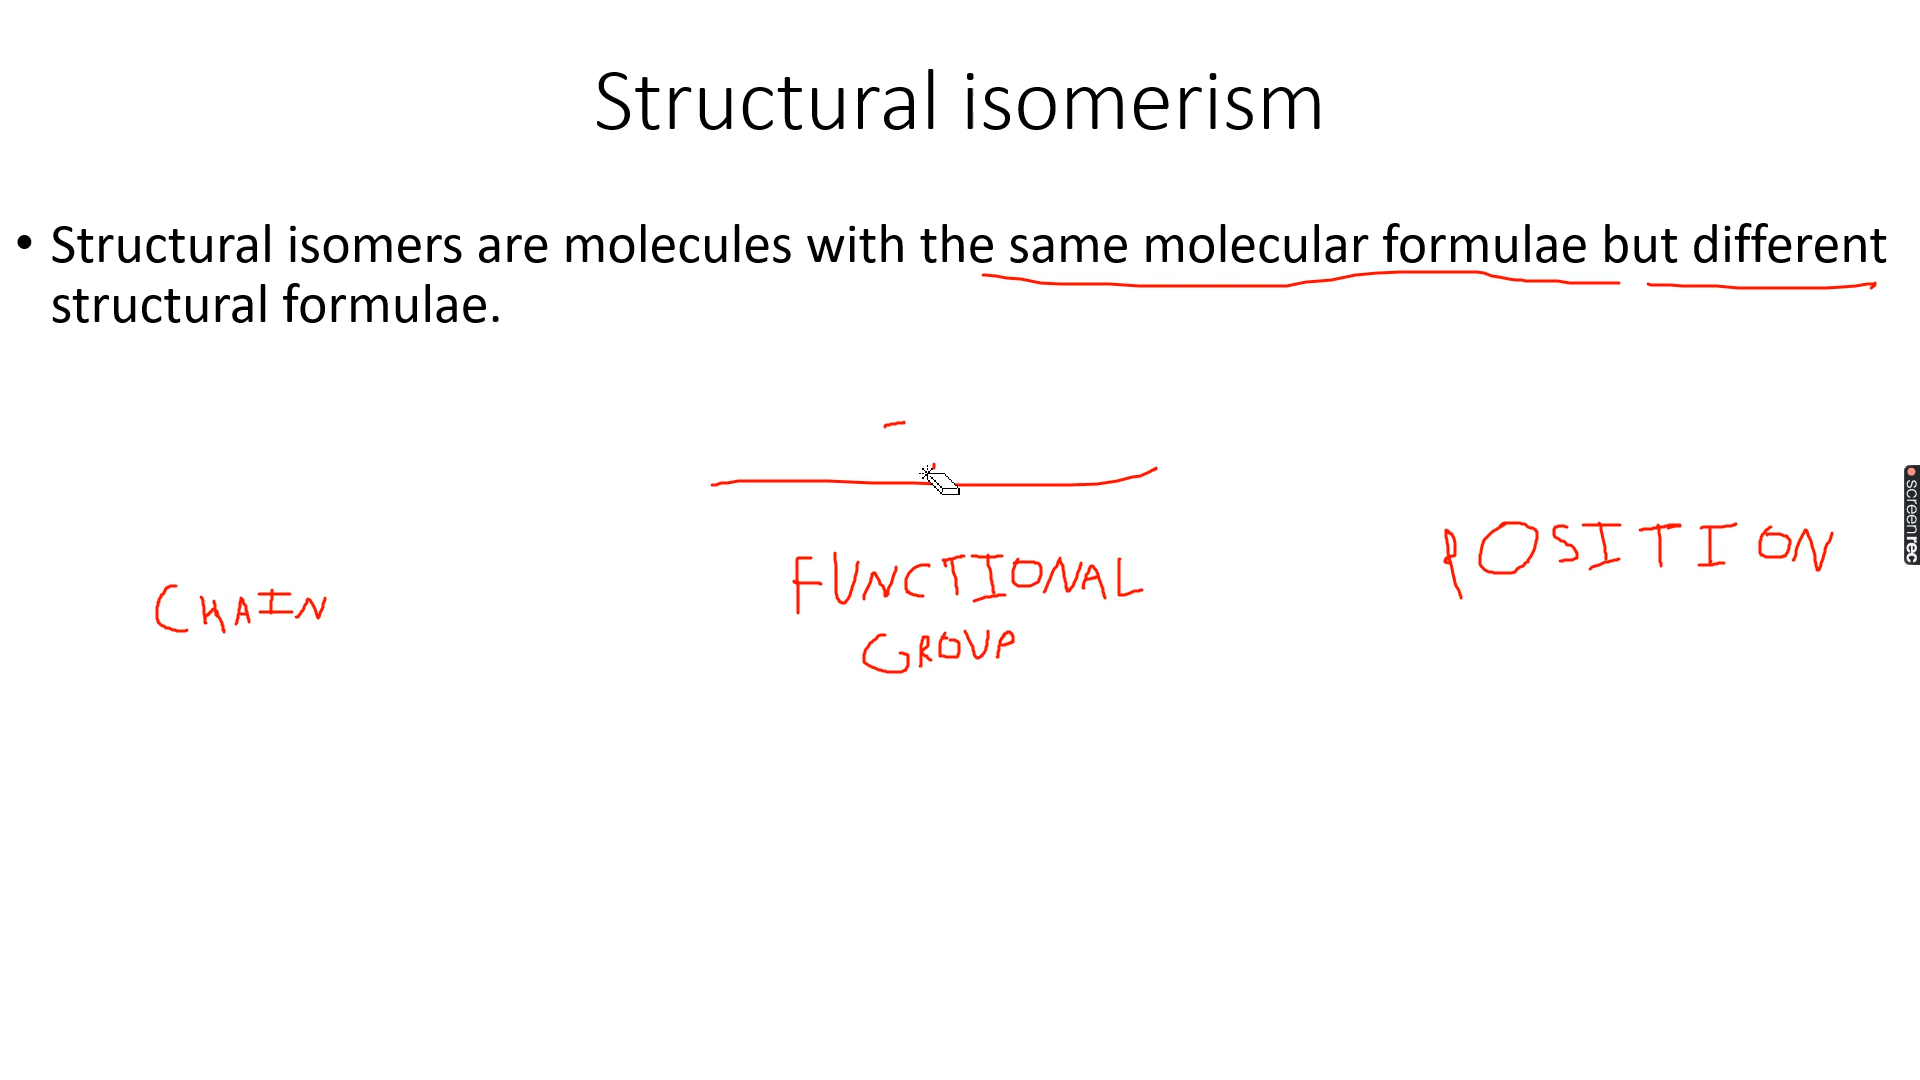 Structural isomerism
• Structural isomers are molecules with the same molecular formulae but different
structural formulae.
CHAIN
FUNCTIONAL
GROUP
POSITION
screenrec